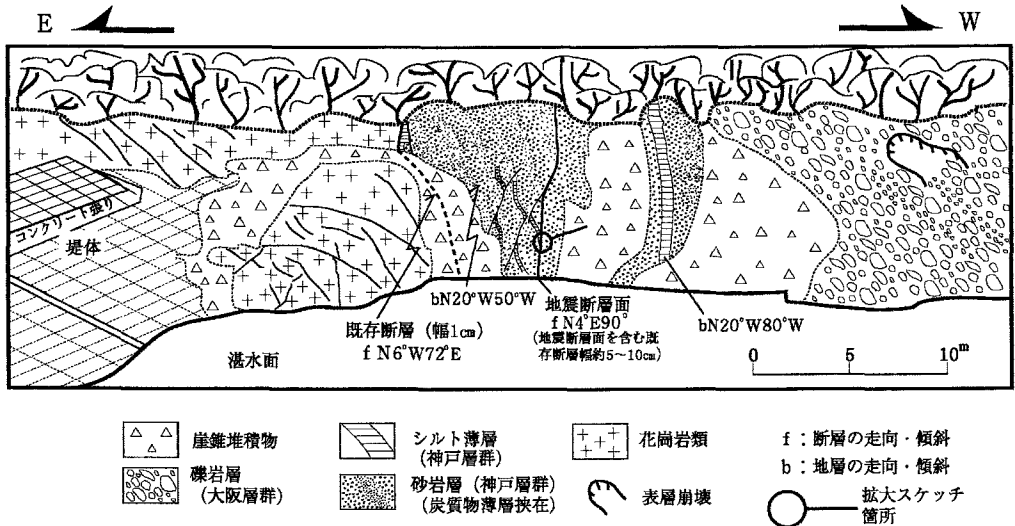 E
W
コンクリート張り
堤体
湛水面
既存断層（幅1㎝）
f N6°W72°E
bN20°W50°W
地震断層面
f N4°E90°
（地震断層面を含む既
存断層幅約5～10㎝）
bN20°W80°W
0 5 10m
崖錐堆積物
礫岩層
（大阪層群）
シルト薄層
（神戸層群）
砂岩層（神戸層群）
（炭質物薄層挟在）
花崗岩類
表層崩壊
f：断層の走向・傾斜
b：地層の走向・傾斜
拡大スケッチ
箇所